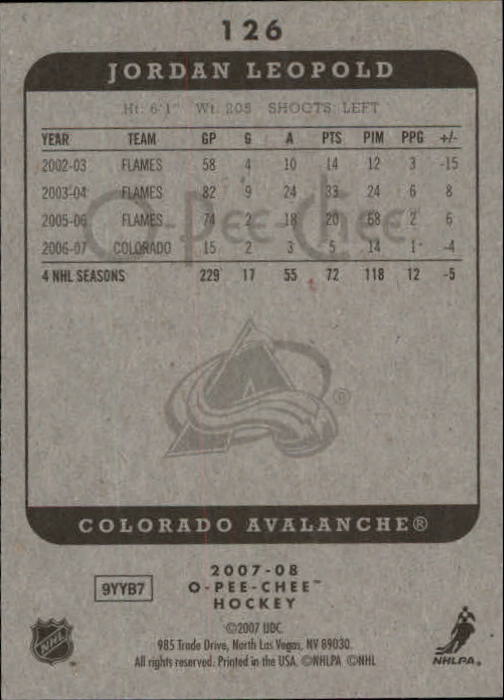 126
JORDAN LEOPOLD
Ht: 6'1" Wt: 205 SHOOTS: LEFT
YEAR TEAM GP G A PTS PIM PPG +/-
2002-03 FLAMES 58 4 10 14 12 3 -15
2003-04 FLAMES 82 9 24 33 24 6 8
2005-06 FLAMES 74 2 18 20 68 2 6
2006-07 COLORADO 15 2 3 5 14 1 -4
4 NHL SEASONS 229 17 55 72 118 12 -5
O-Pee-Chee
®
COLORADO AVALANCHE®
2007-08
9YYB7 O-PEE-CHEE™
HOCKEY
©2007 UDC.
985 Trade Drive, North Las Vegas, NV 89030.
All rights reserved. Printed in the USA. ©NHLPA ©NHL
NHL
NHLPA